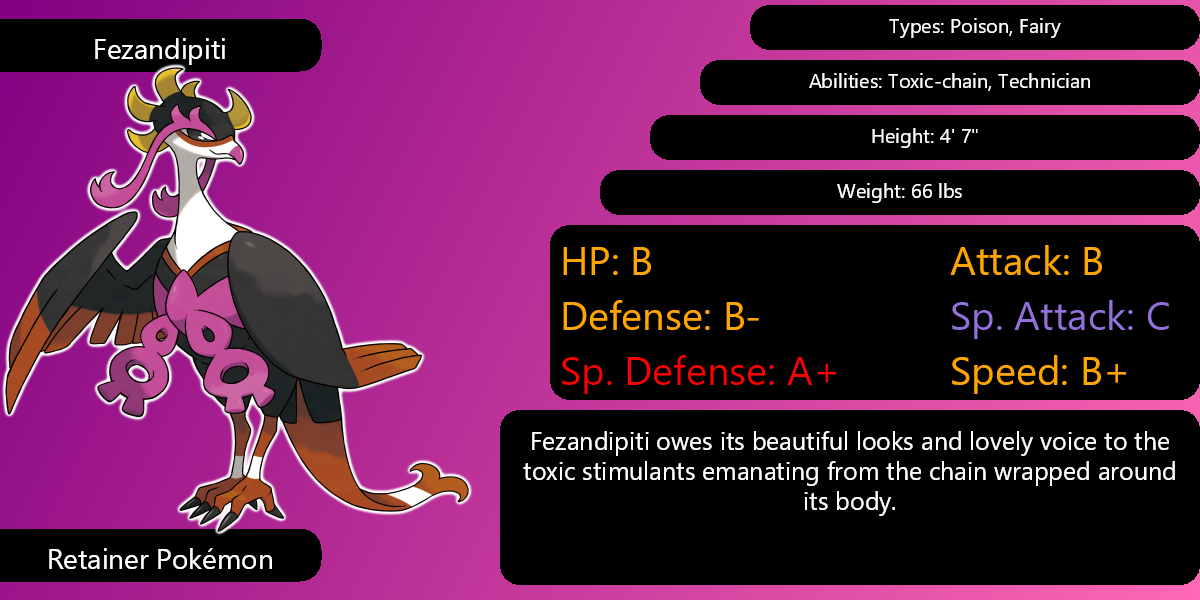 Fezandipiti
Types: Poison, Fairy
Abilities: Toxic-chain, Technician
Height: 4' 7"
Weight: 66 lbs
HP: B
Attack: B
Defense: B-
Sp. Attack: C
Sp. Defense: A+
Speed: B+
Fezandipiti owes its beautiful looks and lovely voice to the
toxic stimulants emanating from the chain wrapped around
its body.
Retainer Pokémon